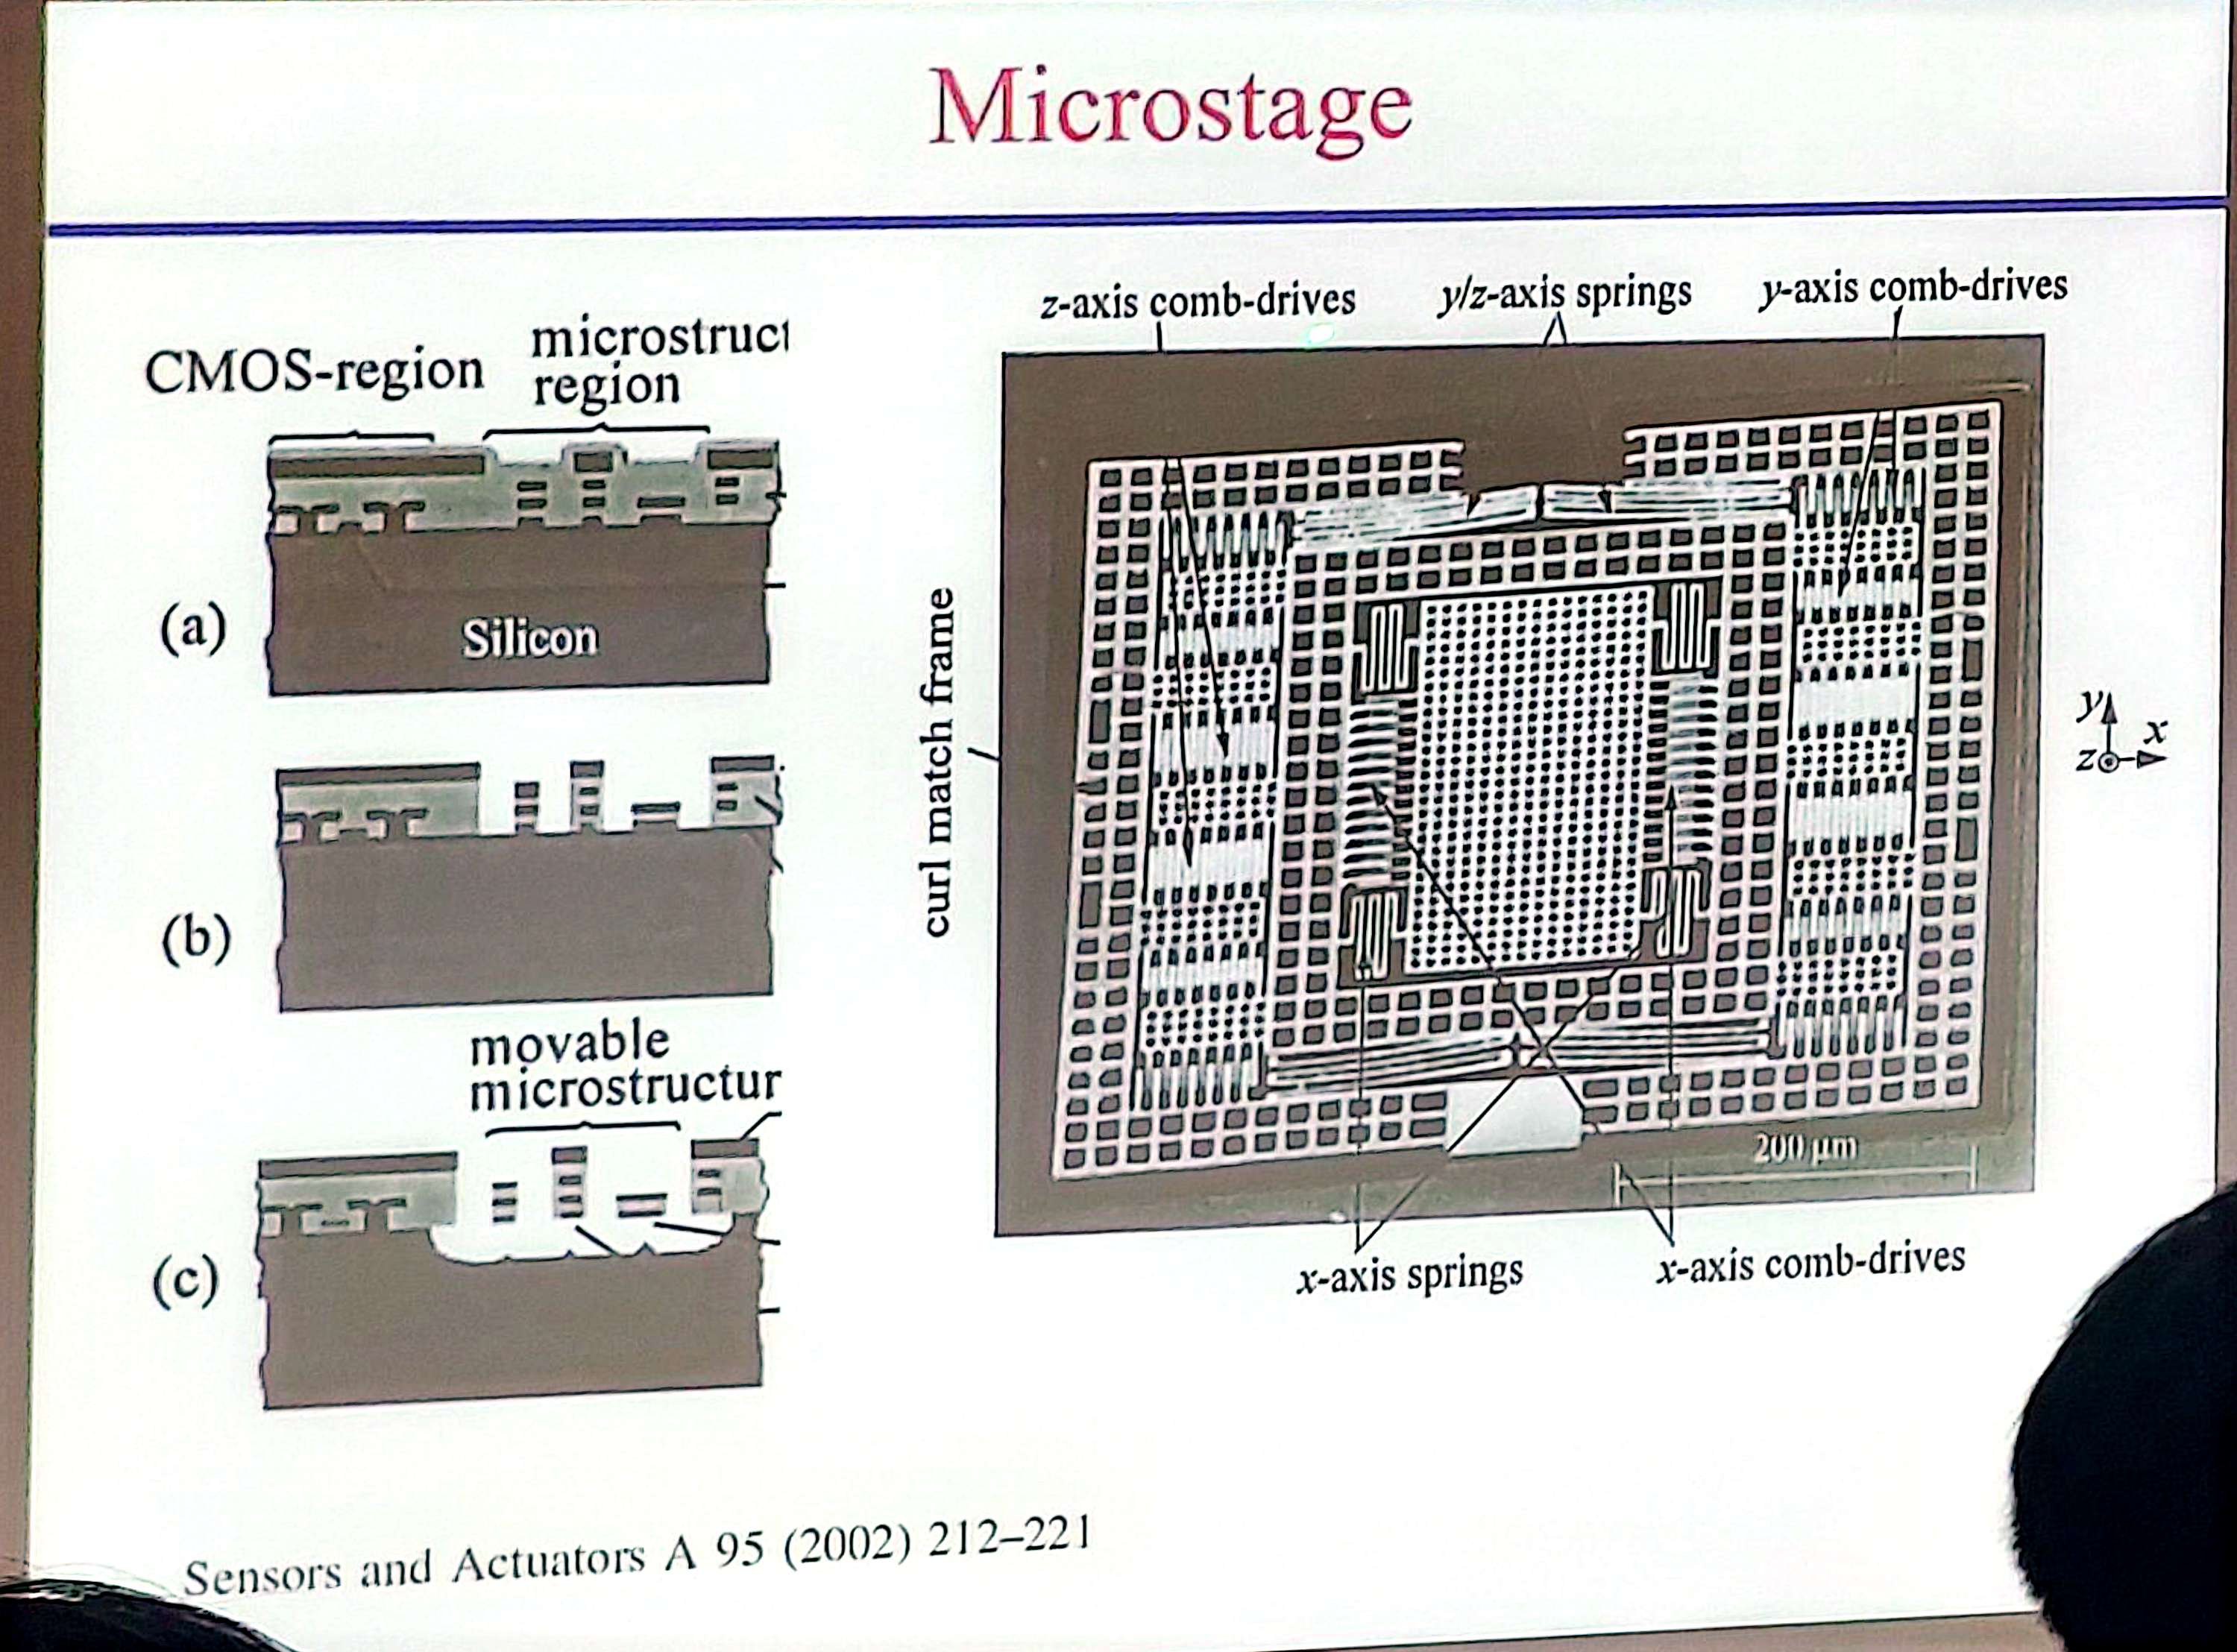 Microstage
CMOS-region
microstruct
region
(a)
Silicon
(b)
movable
microstructur
(c)
z-axis comb-drives
y/z-axis springs
y-axis comb-drives
curl match frame
y
x
z
200 µm
x-axis springs
x-axis comb-drives
Sensors and Actuators A 95 (2002) 212–221